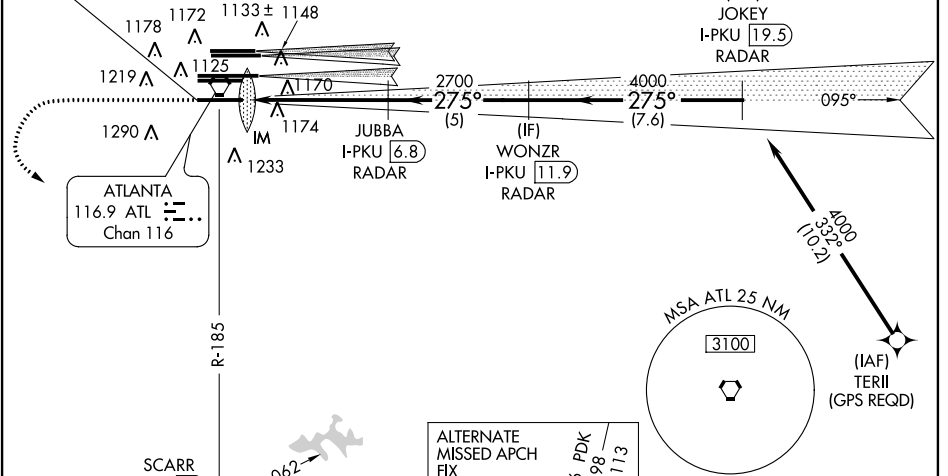 JOKEY
I-PKU 19.5
RADAR
1133 ±
1148
1172
1178
1125
1219
1170
1174
1290
1233
IM
2700
275°
(5)
4000
275°
(7.6)
095°
JUBBA
I-PKU 6.8
RADAR
(IF)
WONZR
I-PKU 11.9
RADAR
ATLANTA
116.9 ATL
Chan 116
4000
332°
(10.2)
R-185
MSA ATL 25 NM
3100
(IAF)
TERII
(GPS REQD)
SCARR
062
ALTERNATE
MISSED APCH
FIX
PDK
98
113